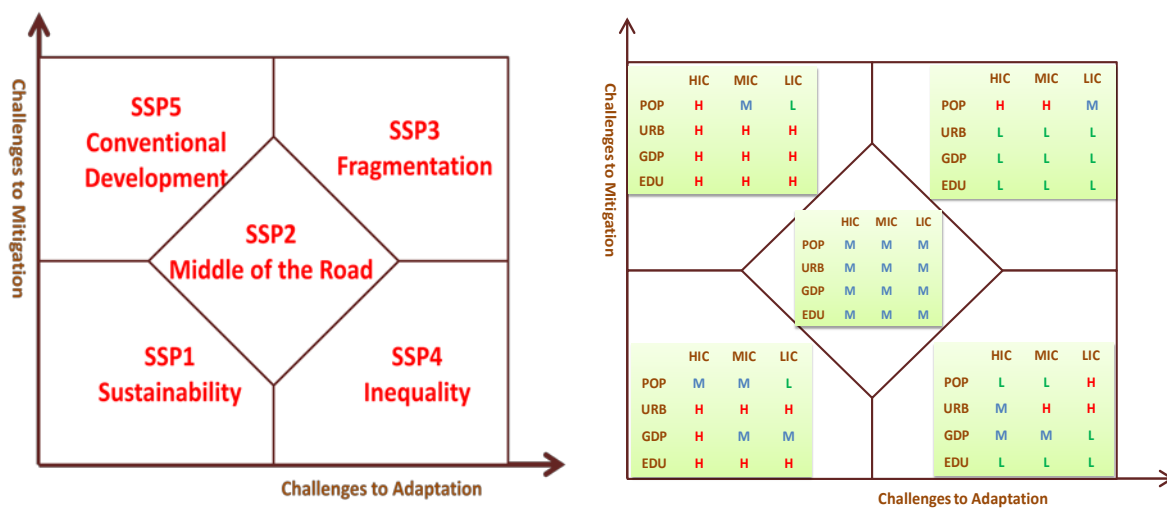 Challenges to Mitigation
SSP5
Conventional
Development
SSP3
Fragmentation
SSP2
Middle of the Road
SSP1
Sustainability
SSP4
Inequality
Challenges to Adaptation
Challenges to Mitigation
HIC MIC LIC
POP H M L
URB H H H
GDP H H H
EDU H H H
HIC MIC LIC
POP H H M
URB L L L
GDP L L L
EDU L L L
HIC MIC LIC
POP M M M
URB M M M
GDP M M M
EDU M M M
HIC MIC LIC
POP M M L
URB H H H
GDP H M M
EDU H H H
HIC MIC LIC
POP L L H
URB M H H
GDP M M L
EDU L L L
Challenges to Adaptation